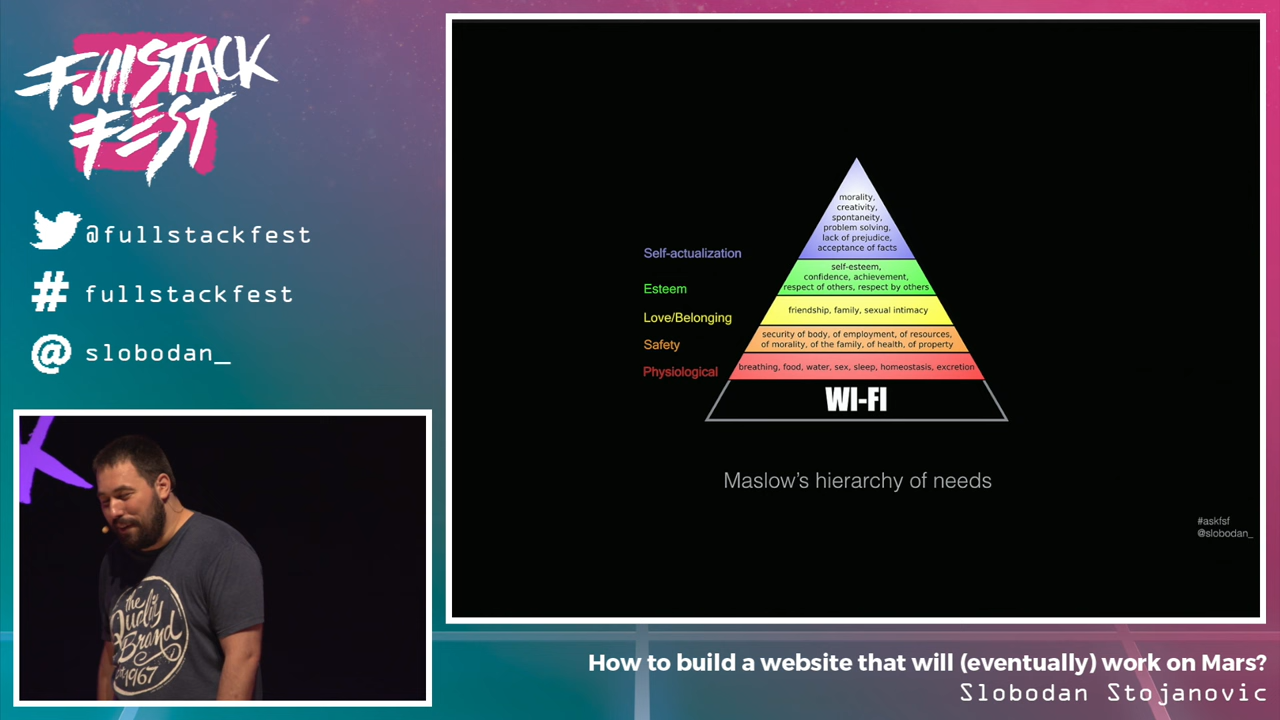 FullSTACK
FEST
@fullstackfest
# fullstackfest
@ slobodan_
the
Quality
Brand
1967
morality,
creativity,
spontaneity,
problem solving,
lack of prejudice,
acceptance of facts
Self-actualization
self-esteem,
confidence, achievement,
respect of others, respect by others
Esteem
friendship, family, sexual intimacy
Love/Belonging
security of body, of employment, of resources,
of morality, of the family, of health, of property
Safety
breathing, food, water, sex, sleep, homeostasis, excretion
Physiological
WI-FI
Maslow's hierarchy of needs
#askfsf
@slobodan_
How to build a website that will (eventually) work on Mars?
Slobodan Stojanovic